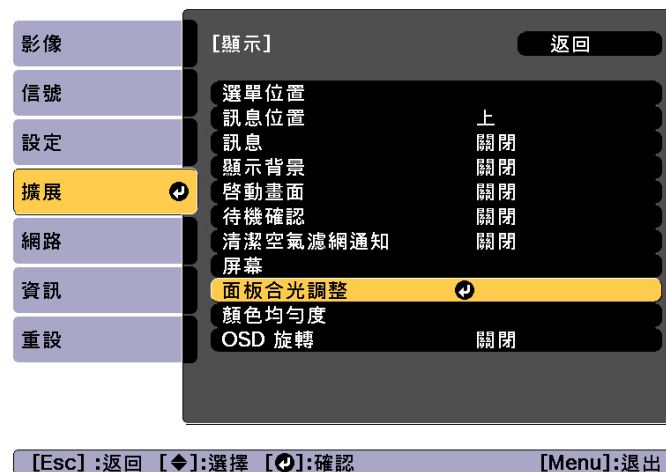 影像
信號
設定
擴展
網路
資訊
重設
[顯示] 返回
選單位置
訊息位置 上
訊息 關閉
顯示背景 關閉
啓動畫面 關閉
待機確認 關閉
清潔空氣濾網通知 關閉
屏幕
面板合光調整
顏色均勻度
OSD 旋轉 關閉
[Esc] :返回 [◆]:選擇 [⏎]:確認 [Menu]:退出